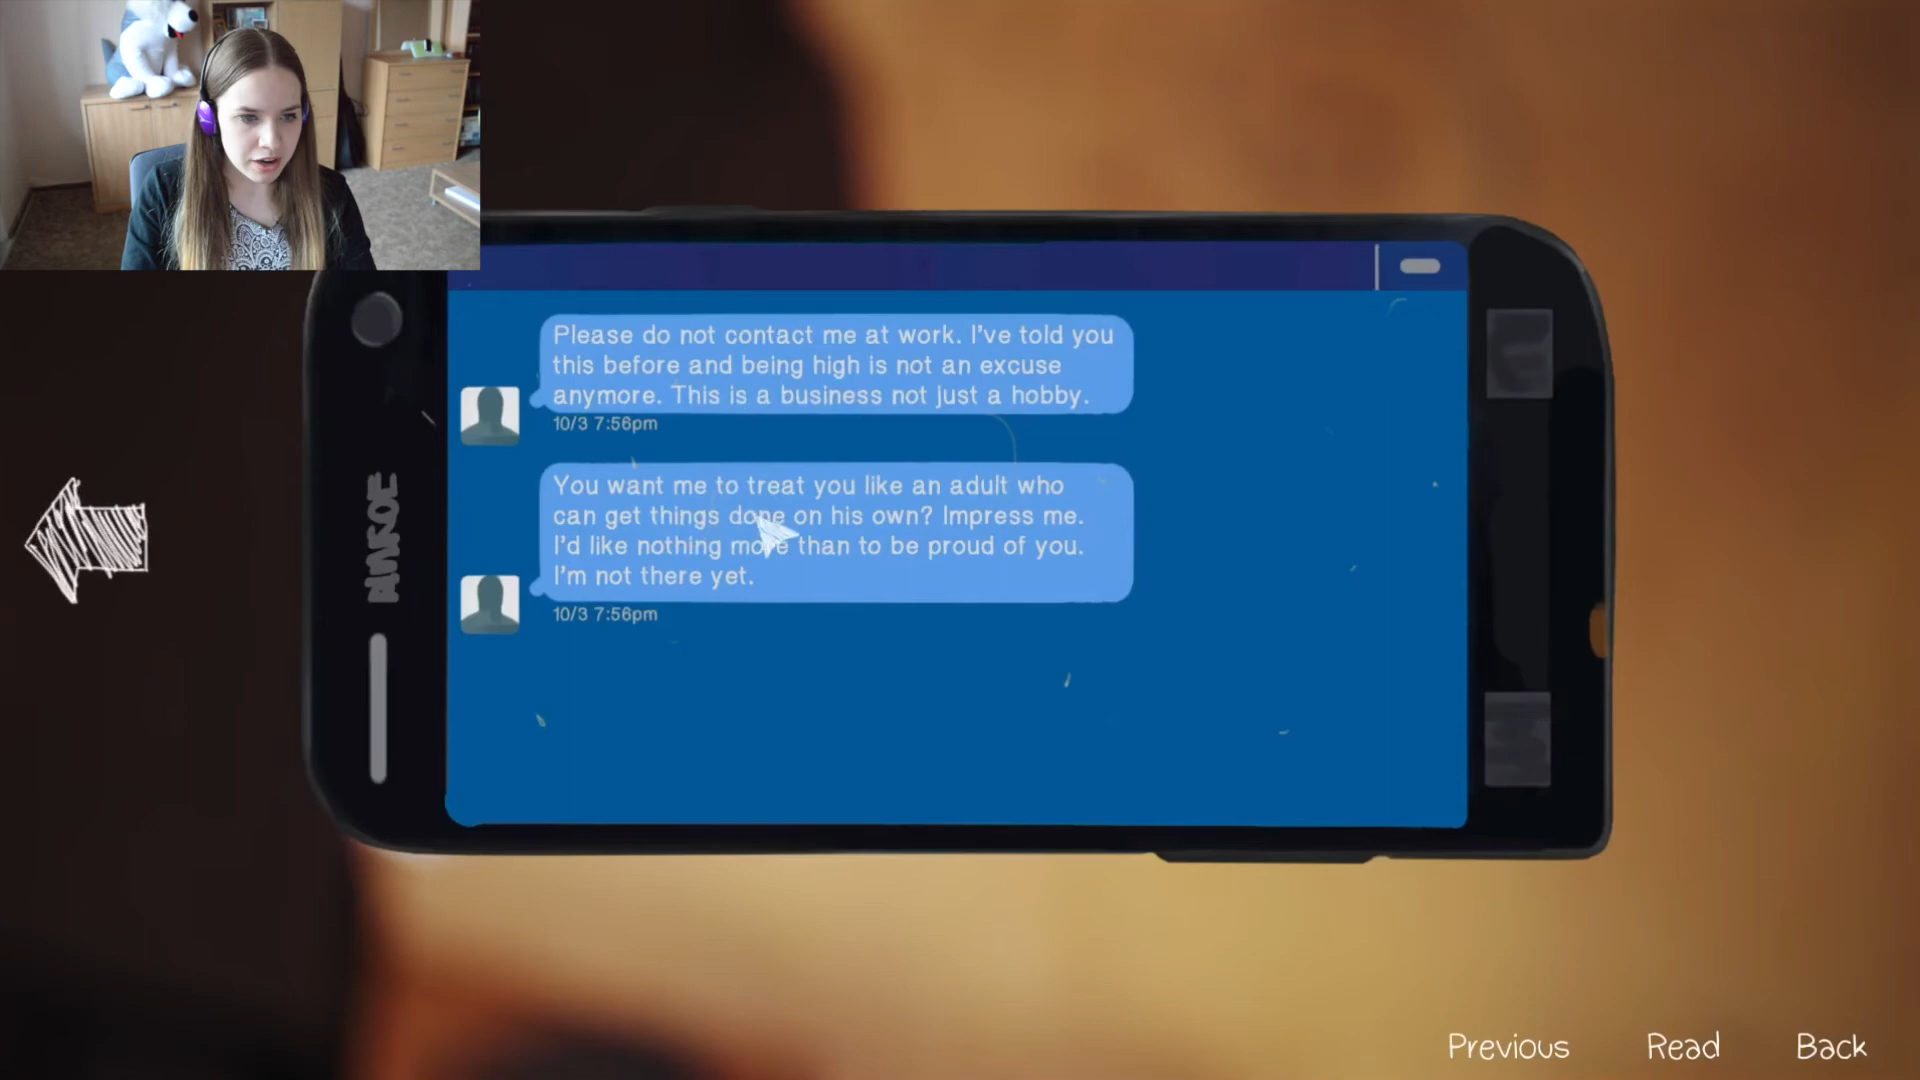 Please do not contact me at work. I've told you
this before and being high is not an excuse
anymore. This is a business not just a hobby.
10/3 7:56pm
You want me to treat you like an adult who
can get things done on his own? Impress me.
I'd like nothing more than to be proud of you.
I'm not there yet.
10/3 7:56pm
Previous
Read
Back